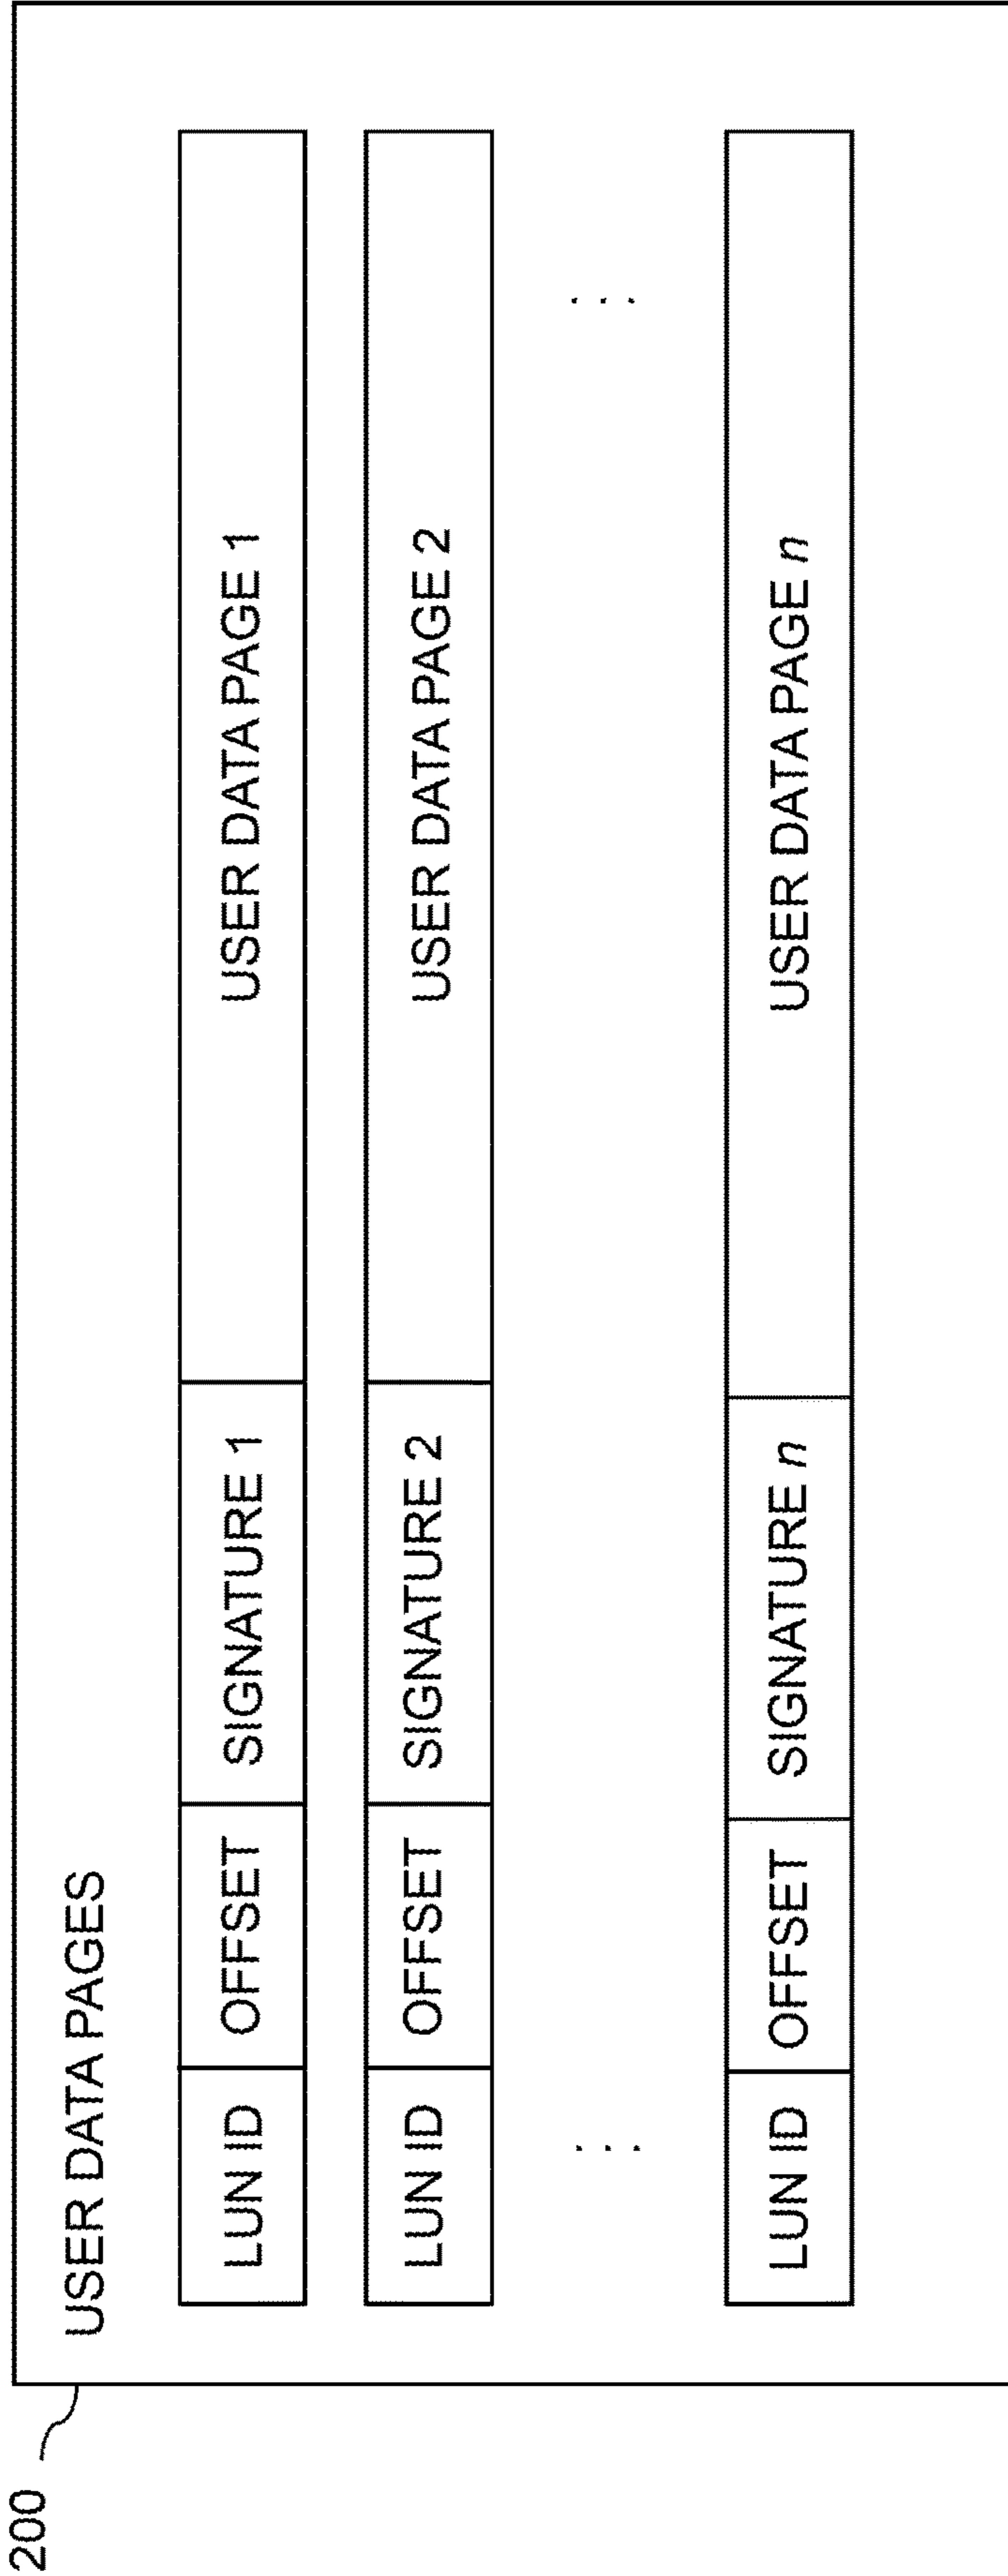 200
USER DATA PAGES
LUN ID OFFSET SIGNATURE 1 USER DATA PAGE 1
LUN ID OFFSET SIGNATURE 2 USER DATA PAGE 2
. . . . . .
LUN ID OFFSET SIGNATURE n USER DATA PAGE n